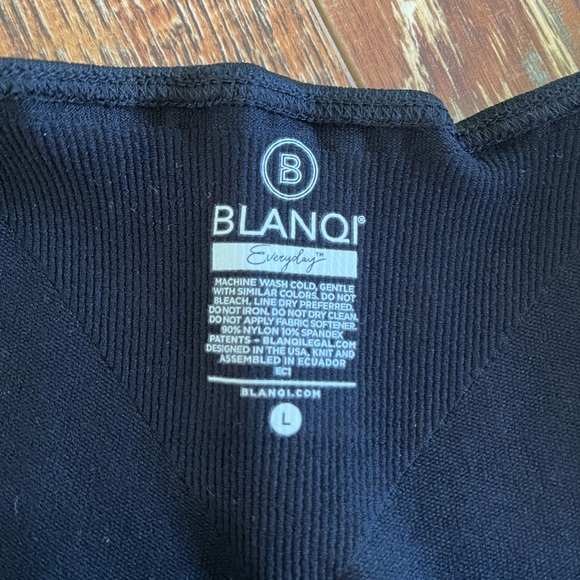 B
BLANQI®
Everyday™
MACHINE WASH COLD, GENTLE
WITH SIMILAR COLORS. DO NOT
BLEACH. LINE DRY PREFERRED.
DO NOT IRON. DO NOT DRY CLEAN.
DO NOT APPLY FABRIC SOFTENER.
90% NYLON 10% SPANDEX
PATENTS – BLANQILEGAL.COM
DESIGNED IN THE USA, KNIT AND
ASSEMBLED IN ECUADOR
EC1
BLANQI.COM
L